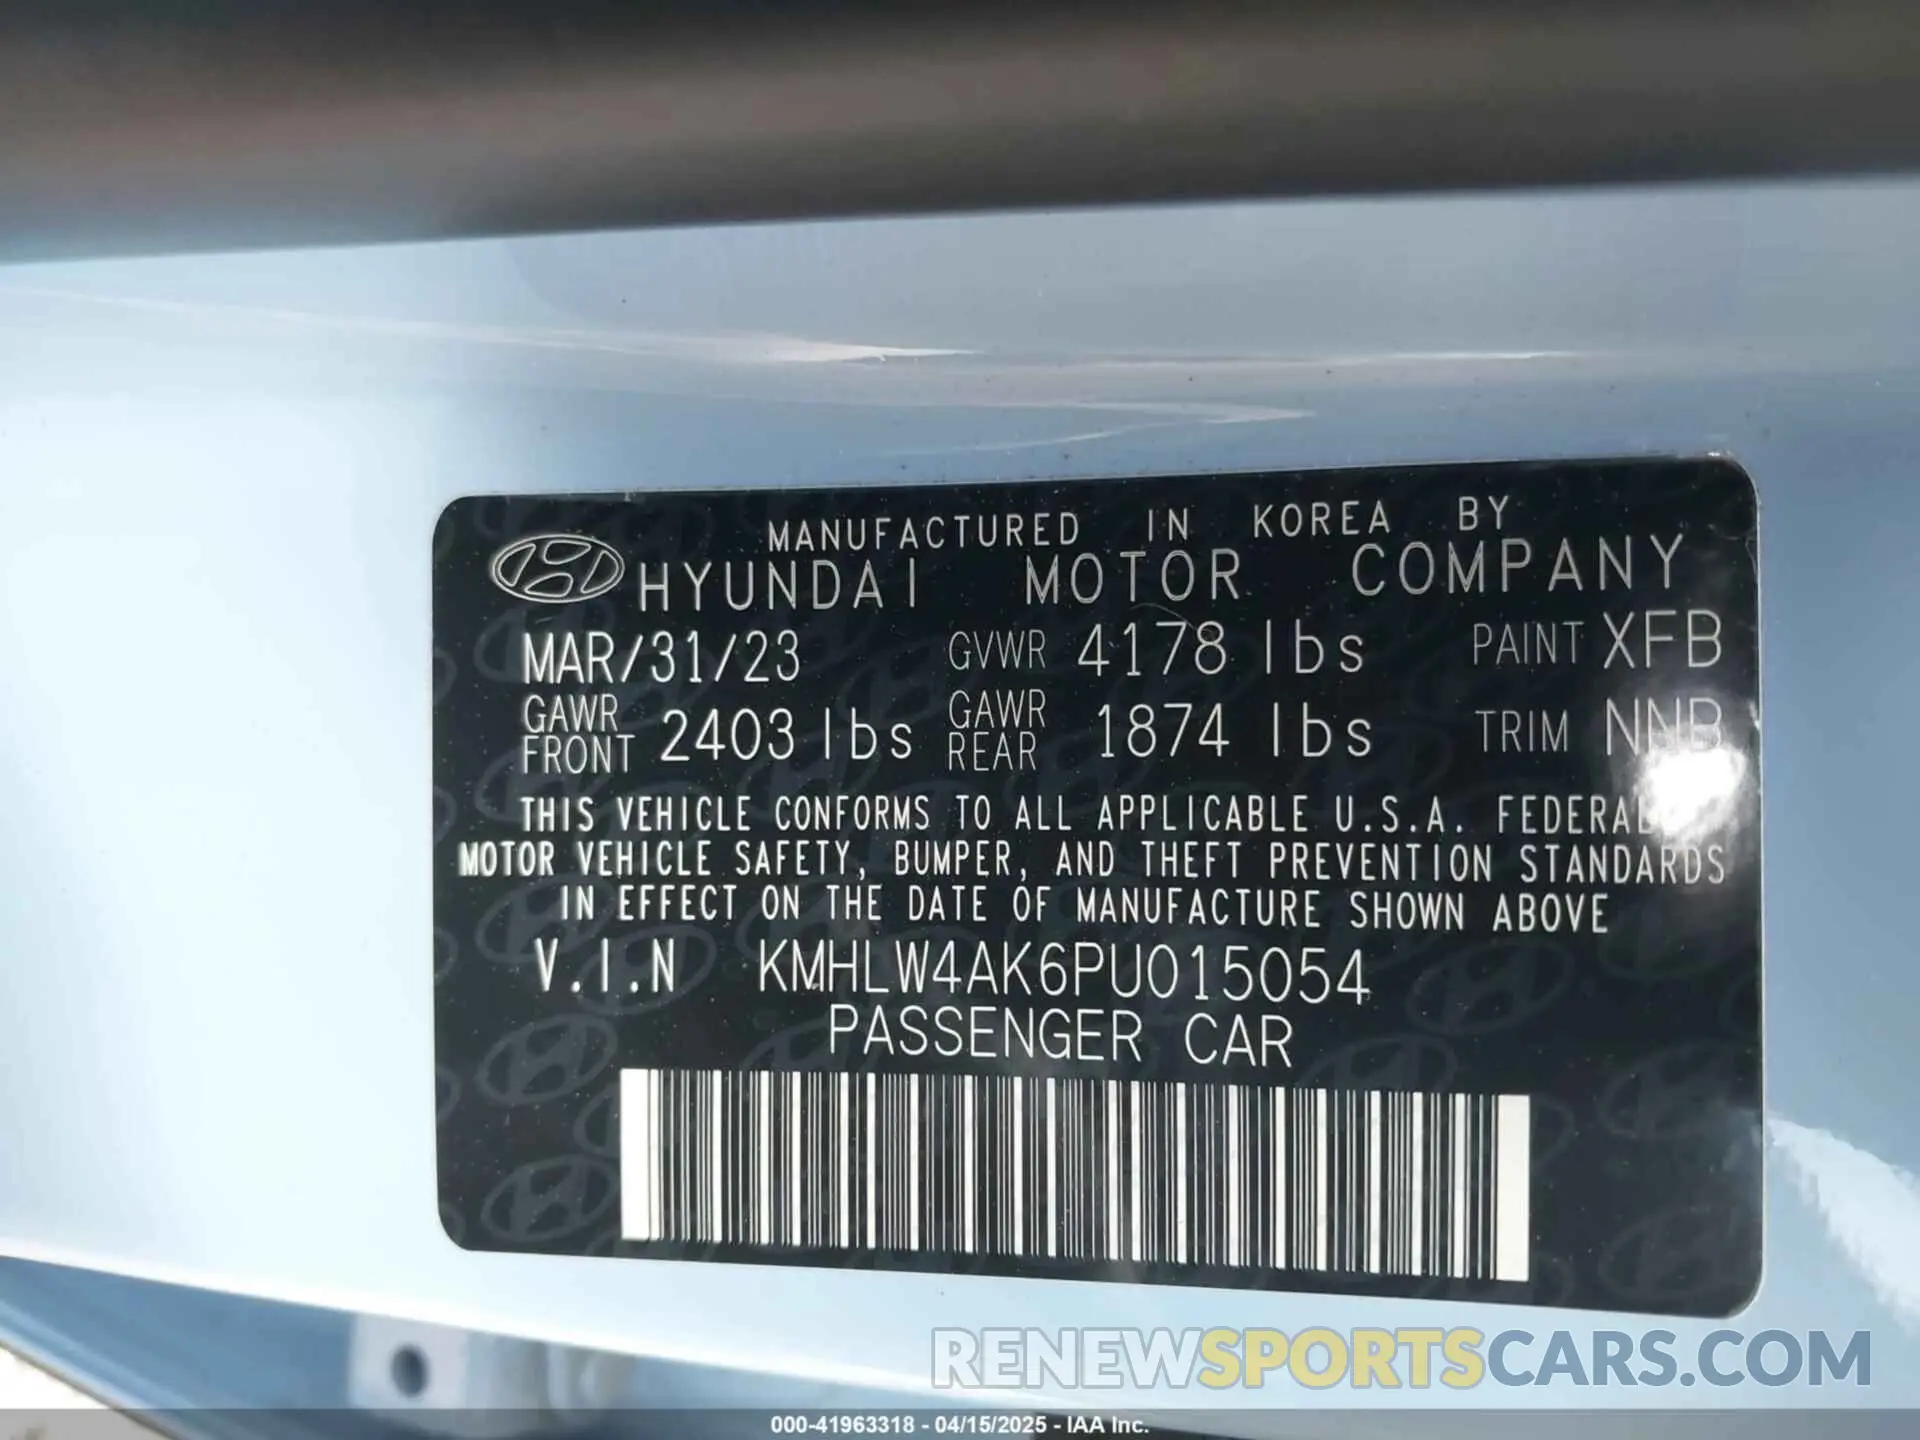 MANUFACTURED IN KOREA BY
HYUNDAI MOTOR COMPANY
MAR/31/23 GVWR 4178 lbs PAINT XFB
GAWR FRONT 2403 lbs GAWR REAR 1874 lbs TRIM NNB
THIS VEHICLE CONFORMS TO ALL APPLICABLE U.S.A. FEDERAL
MOTOR VEHICLE SAFETY, BUMPER, AND THEFT PREVENTION STANDARDS
IN EFFECT ON THE DATE OF MANUFACTURE SHOWN ABOVE
V.I.N KMHLW4AK6PU015054
PASSENGER CAR
RENEWSPORTSCARS.COM
000-41963318 - 04/15/2025 - IAA Inc.